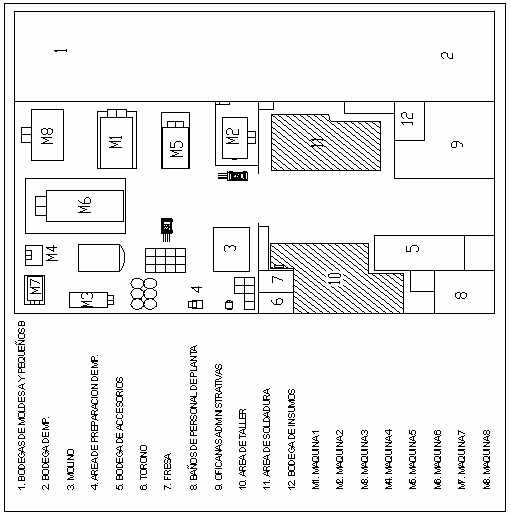 1
2
M8
M1
M5
M2
11
12
9
M6
M4
3
5
M7
M3
4
7
6
10
8
1. BODEGAS DE MOLDES A Y PEQUEÑOS B
2. BODEGA DE MP.
3. MOLINO
4. AREA DE PREPARACION DE MP.
5. BODEGA DE ACCESORIOS
6. TORONO
7. FRESA
8. BAÑOS DE PERSONAL DE PLANTA
9. OFICANAS ADMNISTRATIVAS
10. AREA DE TALLER
11. AREA DE SOLDADURA
12. BODEGA DE INSUMOS
M1. MAQUINA 1
M2. MAQUINA 2
M3. MAQUINA 3
M4. MAQUINA 4
M5. MAQUINA 5
M6. MAQUINA 6
M7. MAQUINA 7
M8. MAQUINA 8